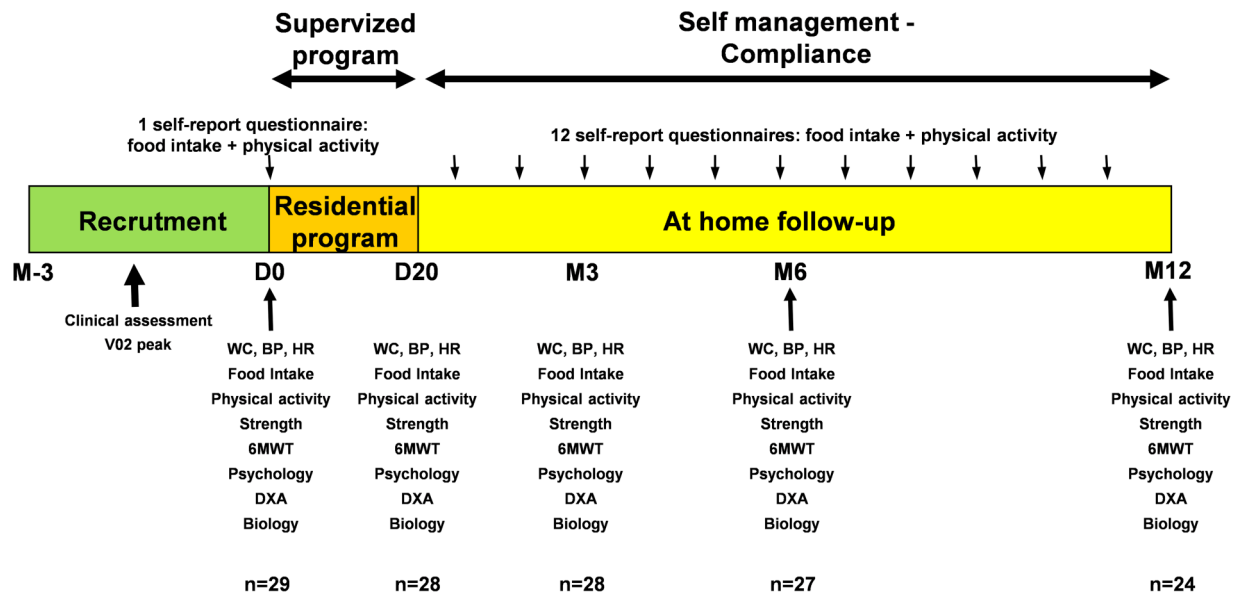 Supervized
program
Self management -
Compliance
1 self-report questionnaire:
food intake + physical activity
12 self-report questionnaires: food intake + physical activity
Recrutment
Residential
program
At home follow-up
M-3
D0
D20
M3
M6
M12
Clinical assessment
V02 peak
WC, BP, HR
Food Intake
Physical activity
Strength
6MWT
Psychology
DXA
Biology
n=29
WC, BP, HR
Food Intake
Physical activity
Strength
6MWT
Psychology
DXA
Biology
n=28
WC, BP, HR
Food Intake
Physical activity
Strength
6MWT
Psychology
DXA
Biology
n=28
WC, BP, HR
Food Intake
Physical activity
Strength
6MWT
Psychology
DXA
Biology
n=27
WC, BP, HR
Food Intake
Physical activity
Strength
6MWT
Psychology
DXA
Biology
n=24